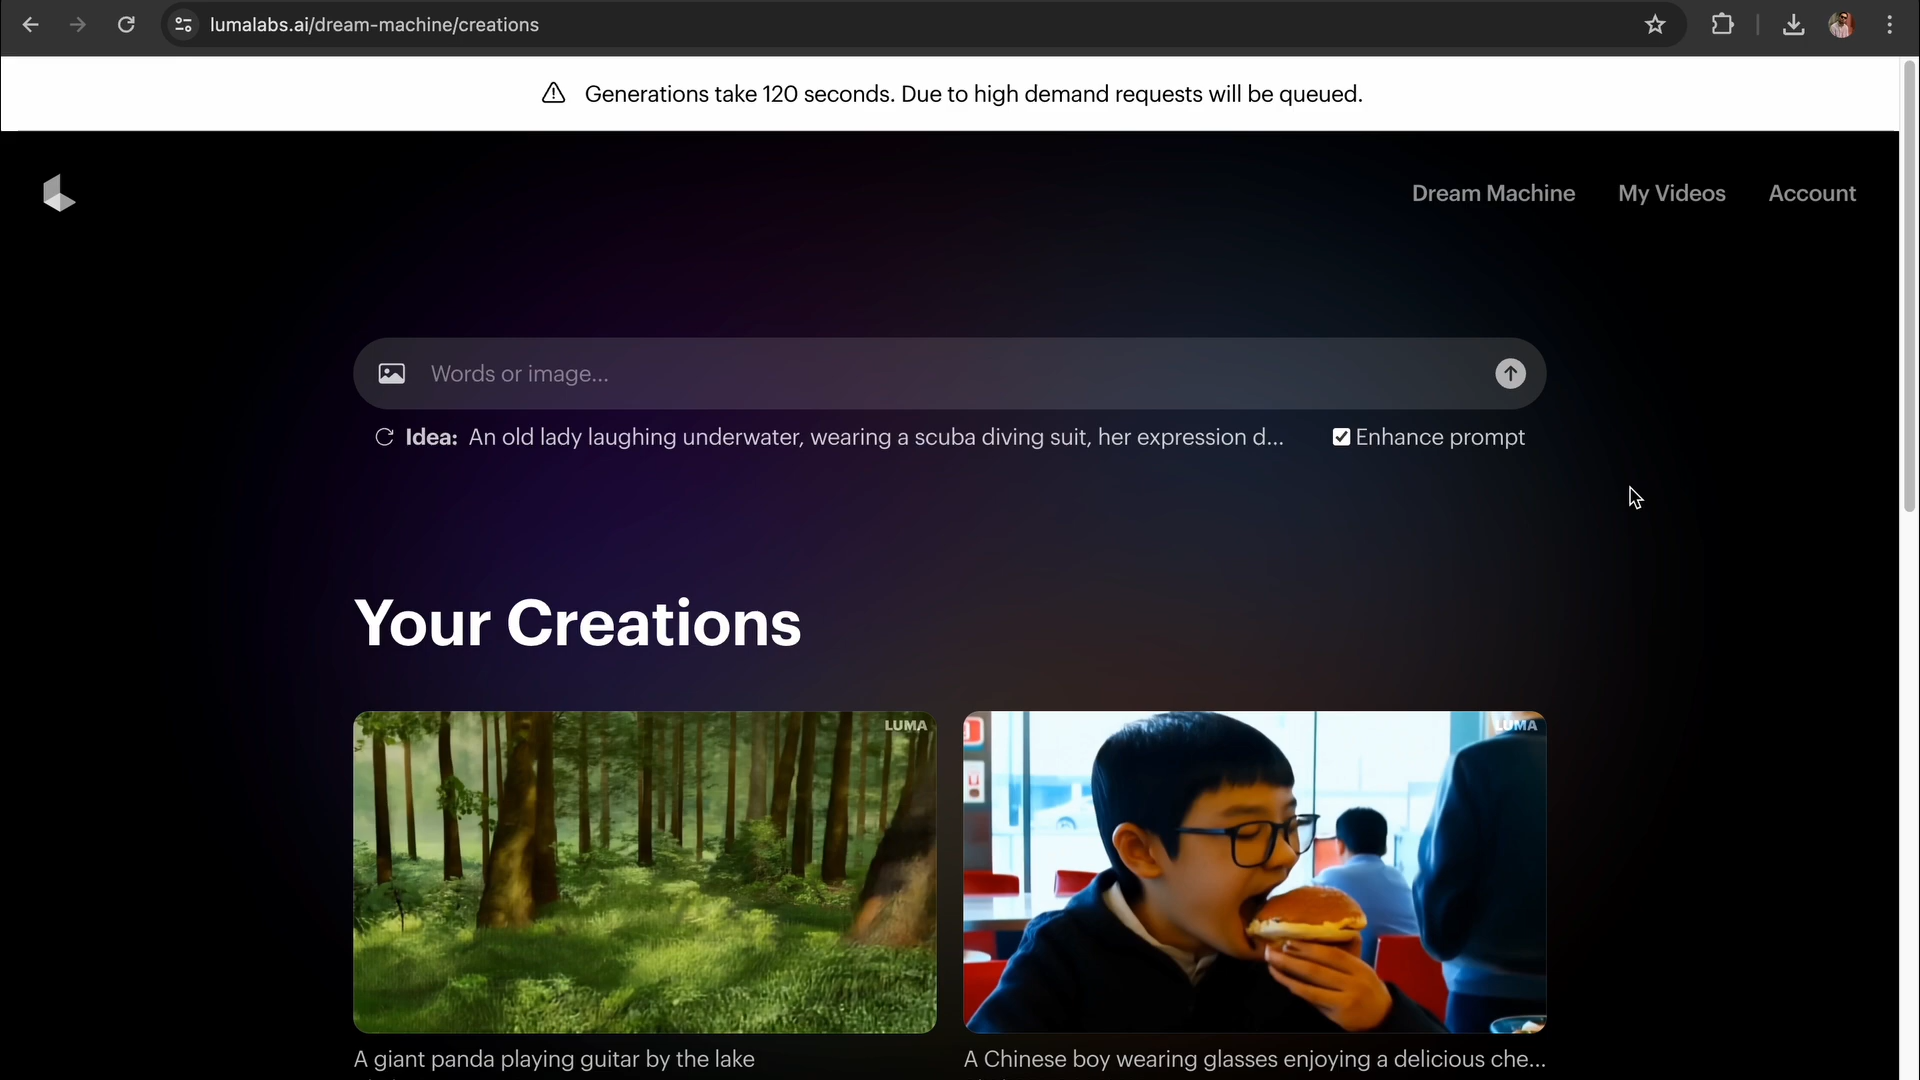 lumalabs.ai/dream-machine/creations
Generations take 120 seconds. Due to high demand requests will be queued.
Dream Machine My Videos Account
Words or image...
Idea: An old lady laughing underwater, wearing a scuba diving suit, her expression d... Enhance prompt
Your Creations
LUMA LUMA
A giant panda playing guitar by the lake A Chinese boy wearing glasses enjoying a delicious che...